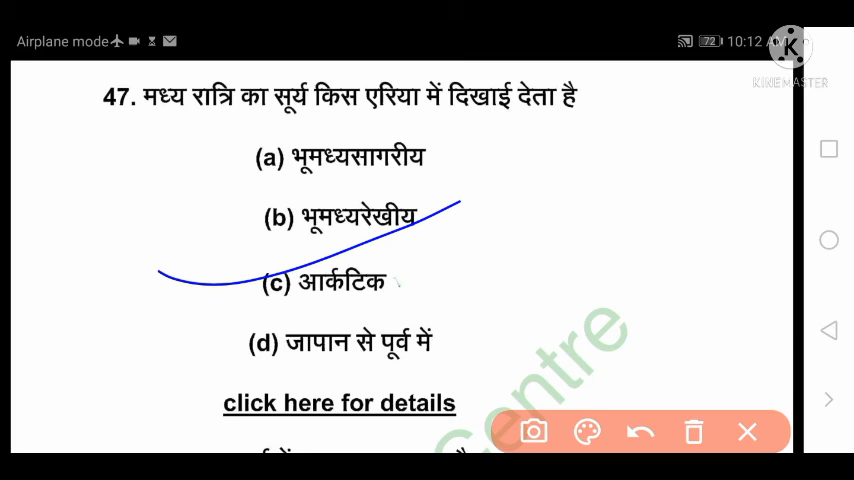 Airplane mode
72 10:12 AM
KINEMASTER
47. मध्य रात्रि का सूर्य किस एरिया में दिखाई देता है
(a) भूमध्यसागरीय
(b) भूमध्यरेखीय
(c) आर्कटिक
(d) जापान से पूर्व में
click here for details
Centre